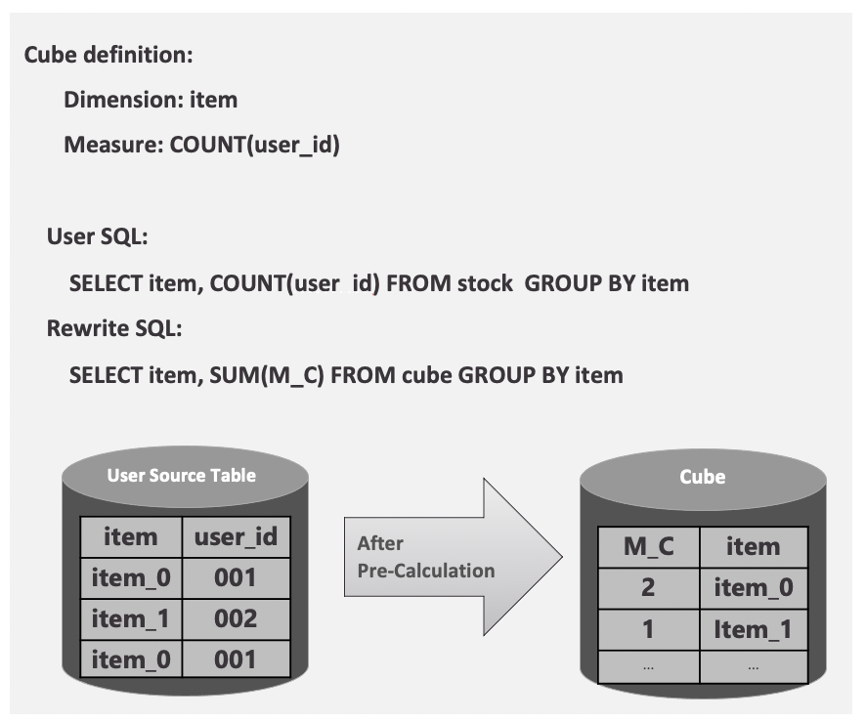 Cube definition:
Dimension: item
Measure: COUNT(user_id)
User SQL:
SELECT item, COUNT(user id) FROM stock GROUP BY item
Rewrite SQL:
SELECT item, SUM(M_C) FROM cube GROUP BY item
User Source Table
item user_id
item_0 001
item_1 002
item_0 001
After
Pre-Calculation
Cube
M_C item
2 item_0
1 Item_1
... ...